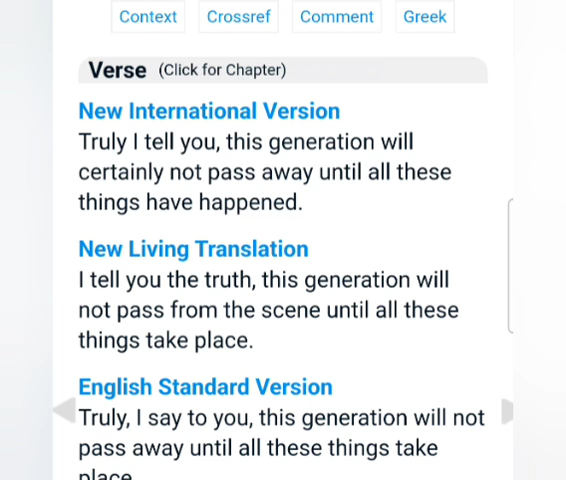 Context Crossref Comment Greek
Verse (Click for Chapter)
New International Version
Truly I tell you, this generation will
certainly not pass away until all these
things have happened.
New Living Translation
I tell you the truth, this generation will
not pass from the scene until all these
things take place.
English Standard Version
Truly, I say to you, this generation will not
pass away until all these things take
place